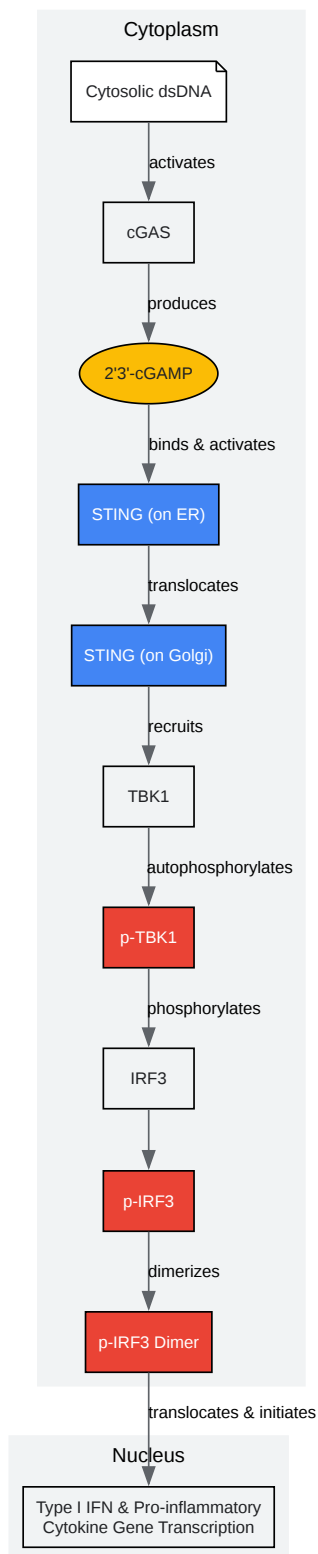 Cytoplasm
Cytosolic dsDNA
activates
cGAS
produces
2'3'-cGAMP
binds & activates
STING (on ER)
translocates
STING (on Golgi)
recruits
TBK1
autophosphorylates
p-TBK1
phosphorylates
IRF3
p-IRF3
dimerizes
p-IRF3 Dimer
translocates & initiates
Nucleus
Type I IFN & Pro-inflammatory
Cytokine Gene Transcription